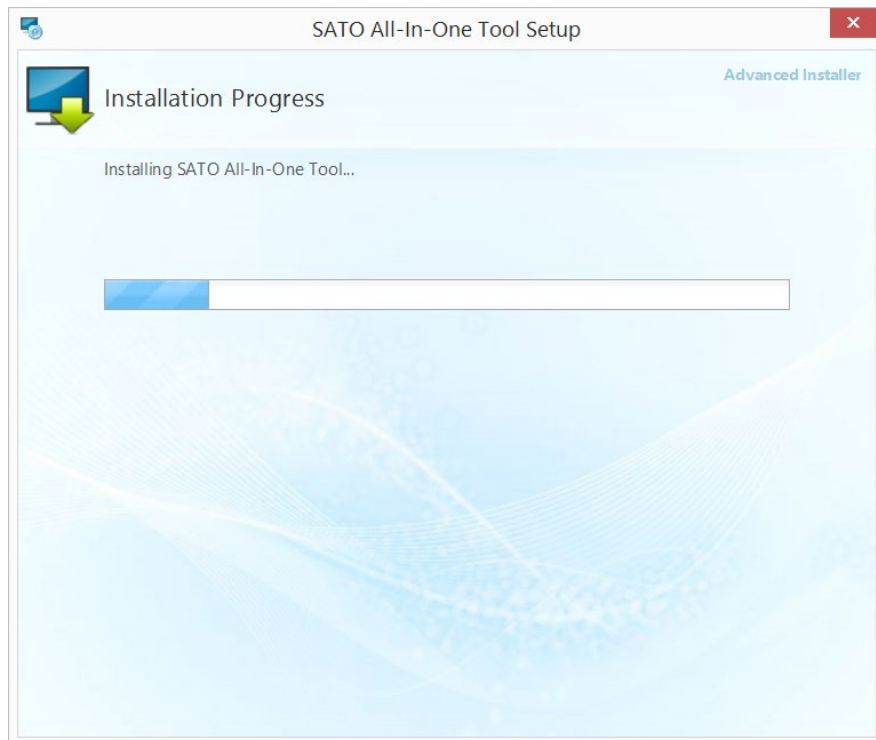 SATO All-In-One Tool Setup
Advanced Installer
Installation Progress
Installing SATO All-In-One Tool...